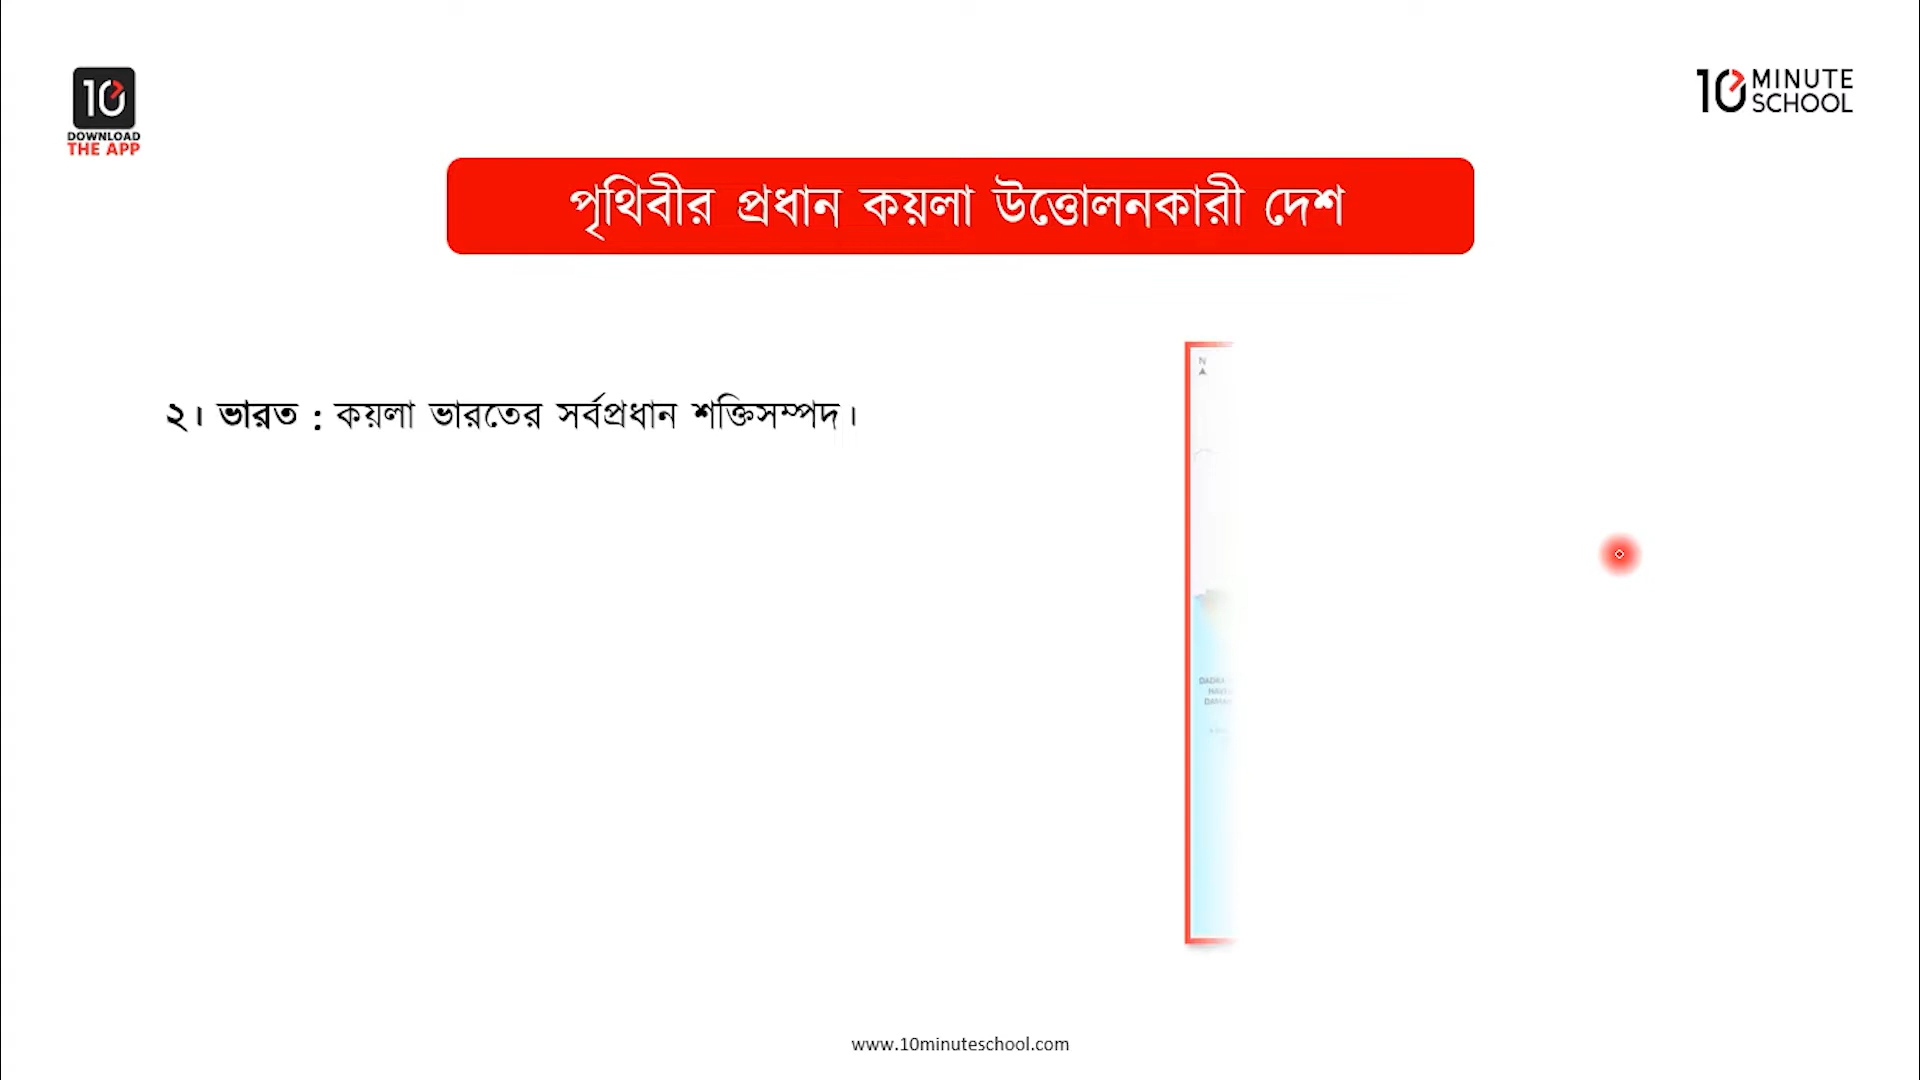 10
DOWNLOAD
THE APP
10 MINUTE
SCHOOL
পৃথিবীর প্রধান কয়লা উত্তোলনকারী দেশ
N
২। ভারত : কয়লা ভারতের সর্বপ্রধান শক্তিসম্পদ।
www.10minuteschool.com